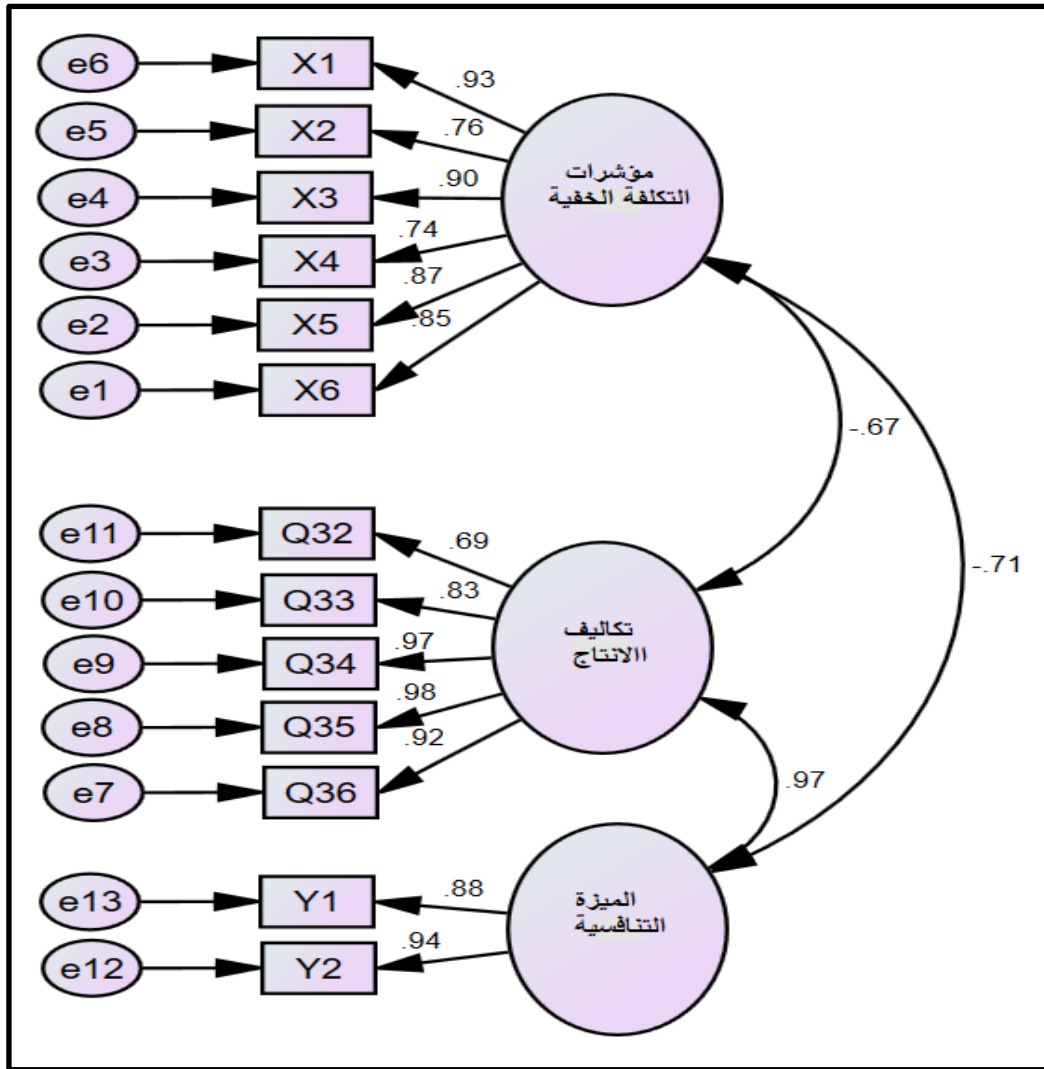 e6
X1
.93
e5
X2
.76
e4
X3
.90
e3
X4
.74
e2
X5
.87
e1
X6
.85
مؤشرات
التكلفة الخفية
-.67
-.71
e11
Q32
.69
e10
Q33
.83
e9
Q34
.97
e8
Q35
.98
e7
Q36
.92
تكاليف
االانتاج
.97
e13
Y1
.88
e12
Y2
.94
الميزة
التنافسية